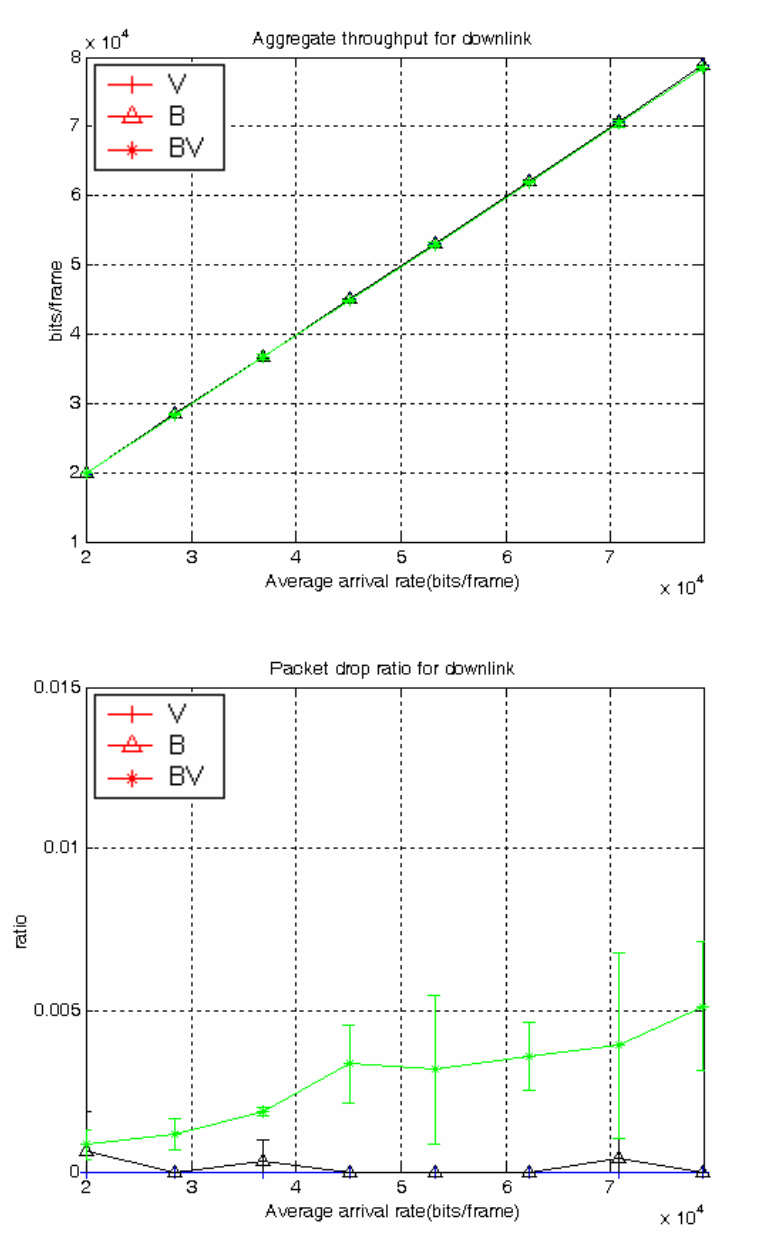 Aggregate throughput for downlink
x 10^4
8
7
6
5
4
3
2
1
bits/frame
V
B
BV
2 3 4 5 6 7
Average arrival rate(bits/frame)
x 10^4
Packet drop ratio for downlink
0.015
0.01
0.005
0
ratio
V
B
BV
2 3 4 5 6 7
Average arrival rate(bits/frame)
x 10^4